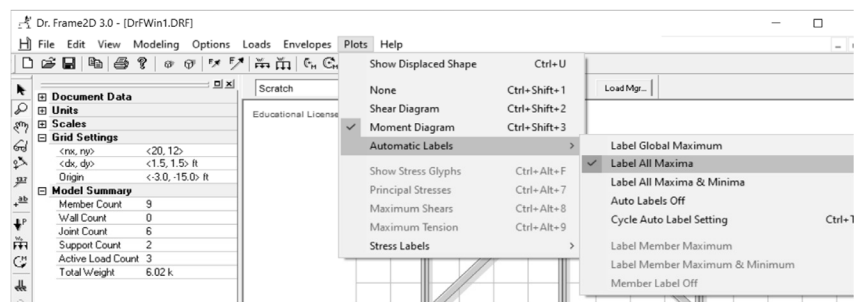 Dr. Frame2D 3.0 - [DrFWin1.DRF]
File Edit View Modeling Options Loads Envelopes Plots Help
Scratch
Load Mgr...
Educational License
Document Data
Units
Scales
Grid Settings
<nx, ny> <20, 12>
<dx, dy> <1.5, 1.5> ft
Origin <-3.0, -15.0> ft
Model Summary
Member Count 9
Wall Count 0
Joint Count 6
Support Count 2
Active Load Count 3
Total Weight 6.02 k
Show Displaced Shape Ctrl+U
None Ctrl+Shift+1
Shear Diagram Ctrl+Shift+2
Moment Diagram Ctrl+Shift+3
Automatic Labels
Show Stress Glyphs Ctrl+Alt+F
Principal Stresses Ctrl+Alt+7
Maximum Shears Ctrl+Alt+8
Maximum Tension Ctrl+Alt+9
Stress Labels
Label Global Maximum
Label All Maxima
Label All Maxima & Minima
Auto Labels Off
Cycle Auto Label Setting Ctrl+T
Label Member Maximum
Label Member Maximum & Minimum
Member Label Off